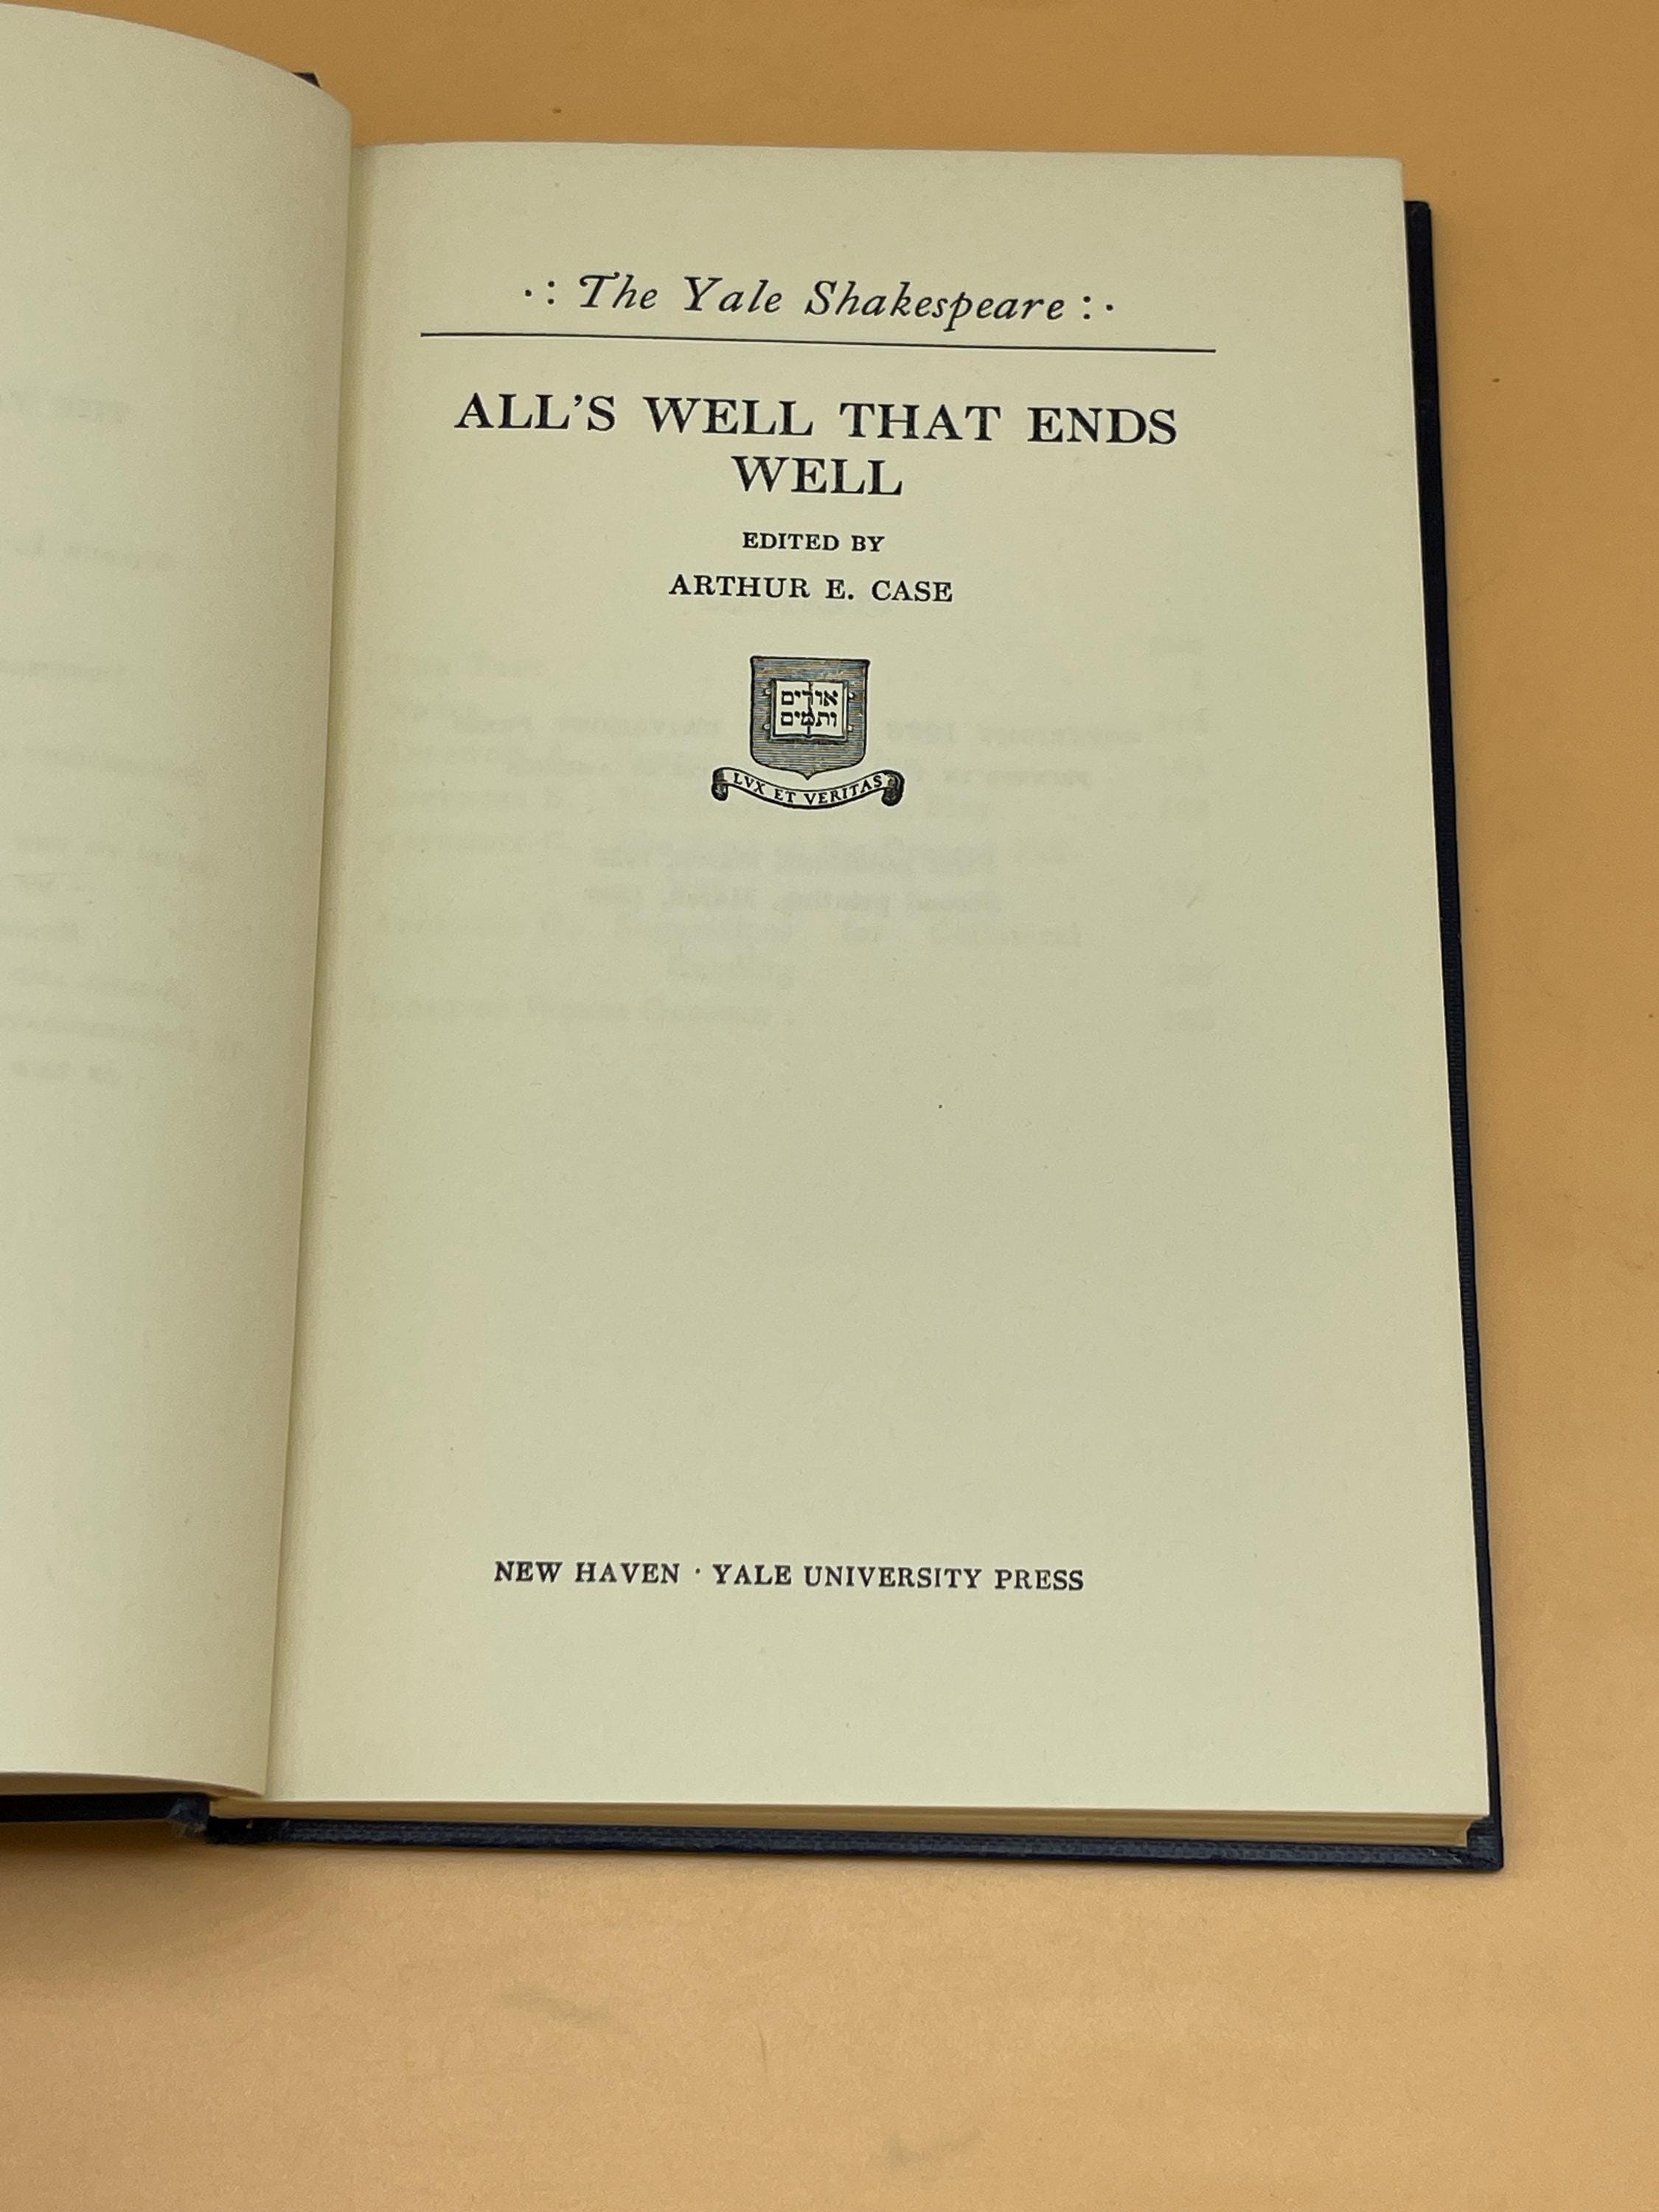 ·: The Yale Shakespeare :·
ALL'S WELL THAT ENDS
WELL
EDITED BY
ARTHUR E. CASE
אורים
ותמים
LVX ET VERITAS
NEW HAVEN · YALE UNIVERSITY PRESS